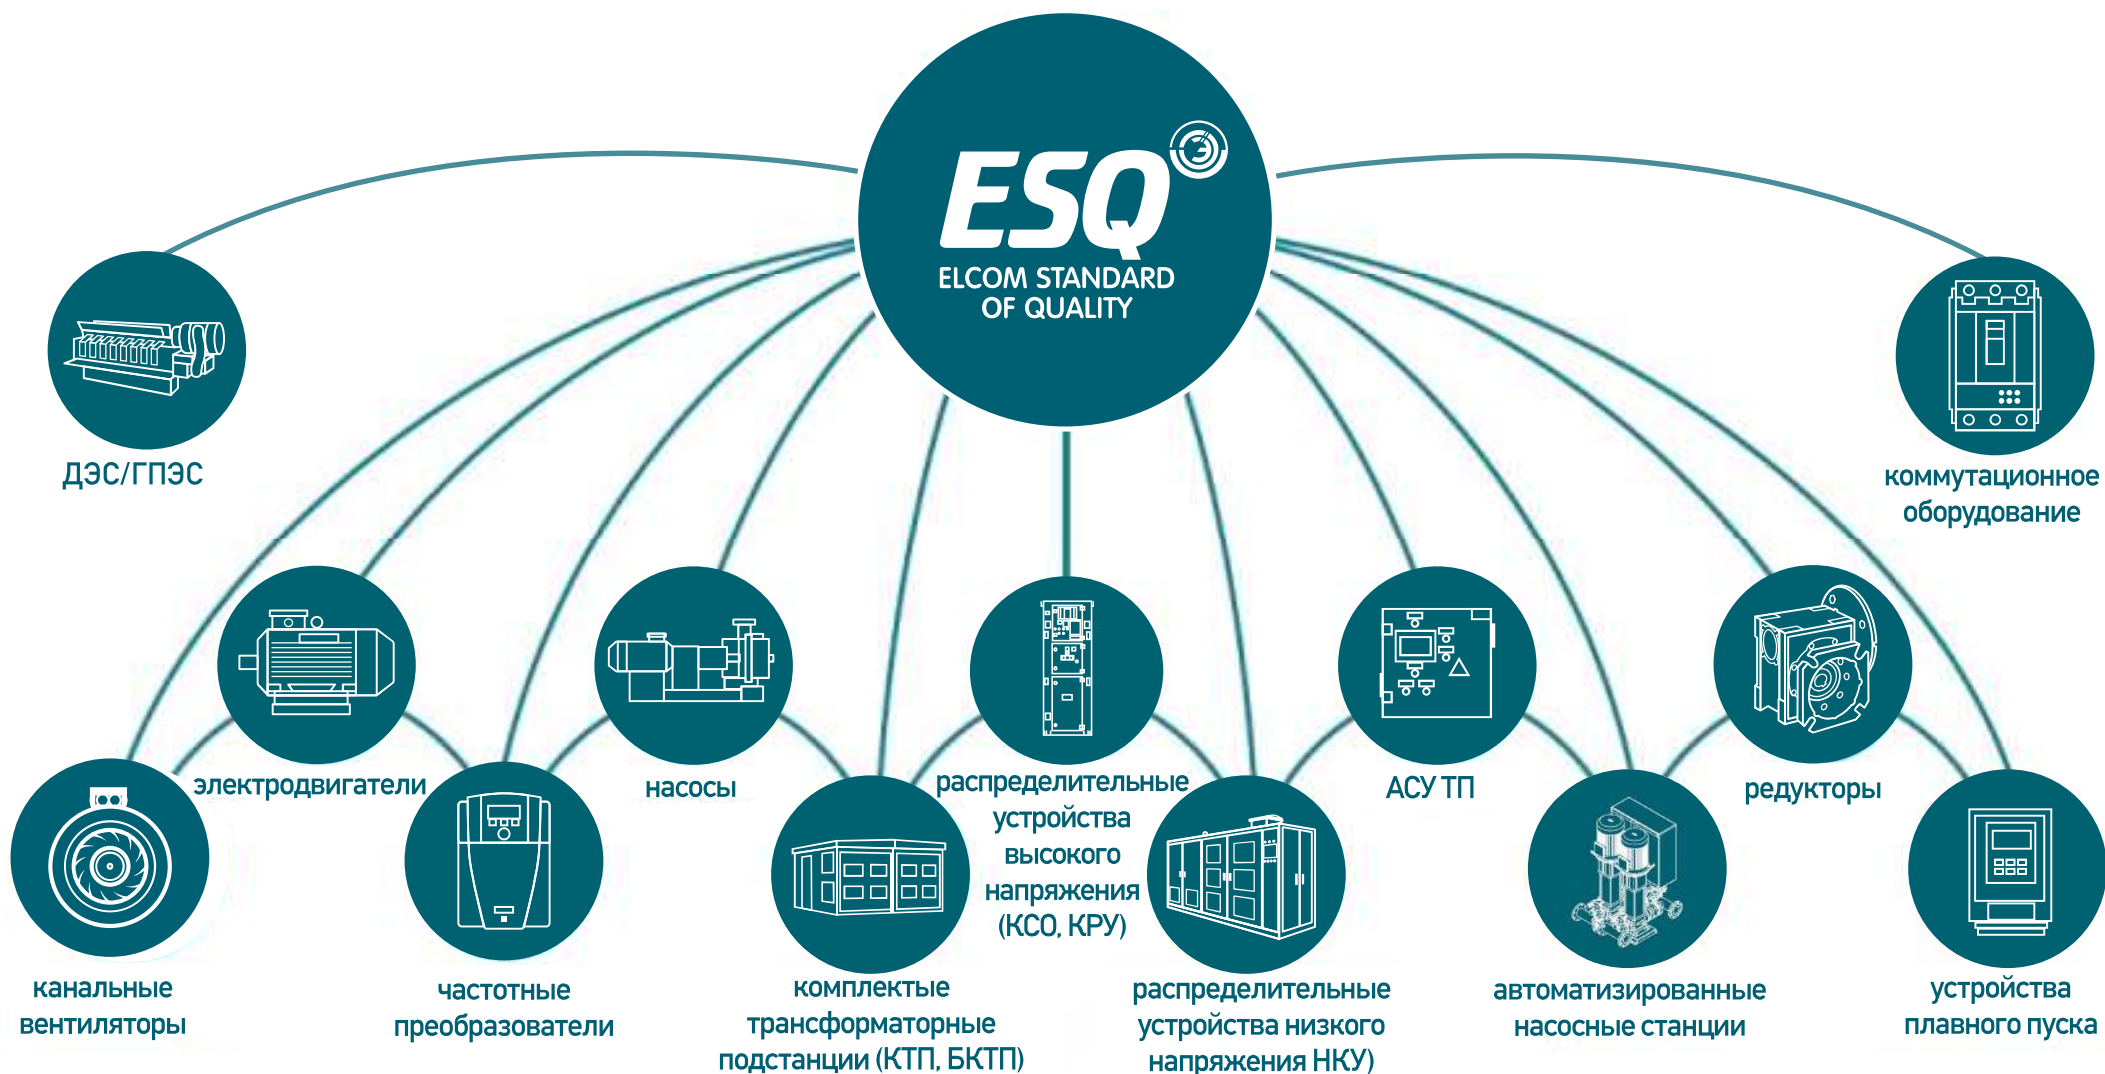 ESQ
ELCOM STANDARD
OF QUALITY
ДЭС/ГПЭС
коммутационное
оборудование
электродвигатели
насосы
распределительные
устройства
высокого
напряжения
(КСО, КРУ)
АСУ ТП
редукторы
канальные
вентиляторы
частотные
преобразователи
комплектые
трансформаторные
подстанции (КТП, БКТП)
распределительные
устройства низкого
напряжения НКУ)
автоматизированные
насосные станции
устройства
плавного пуска